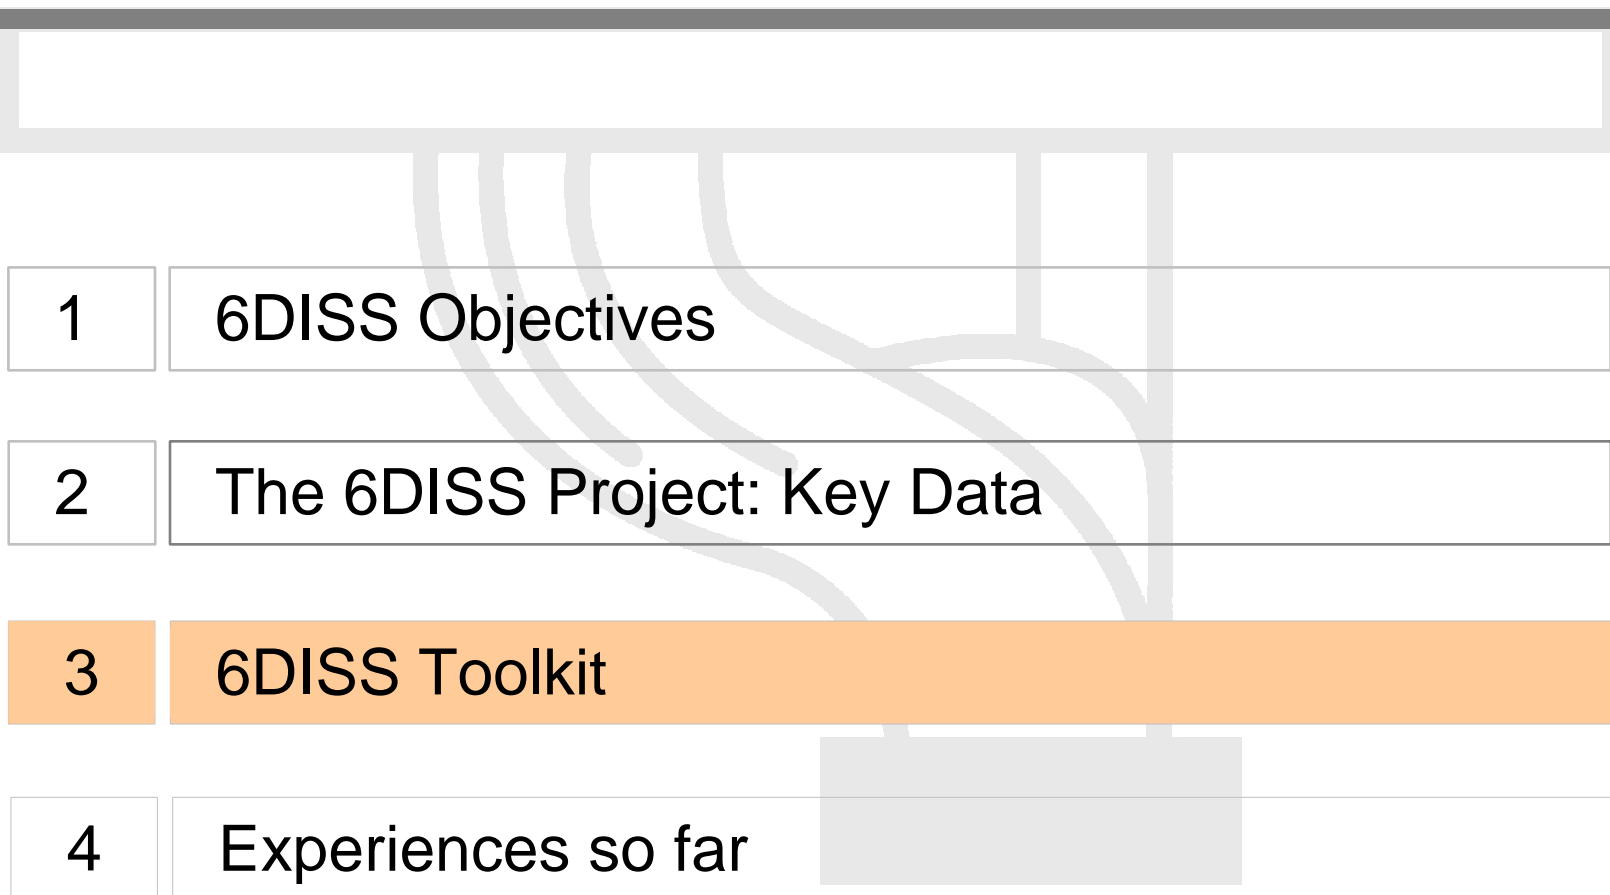 1 6DISS Objectives
2 The 6DISS Project: Key Data
3 6DISS Toolkit
4 Experiences so far